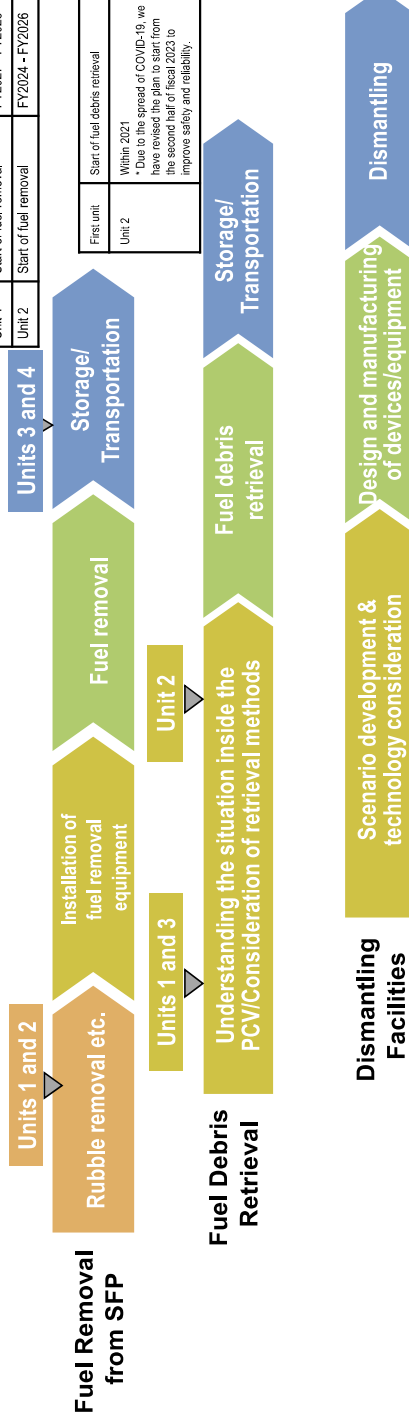 Unit 2 Start of fuel removal FY2024 - FY2026
Units 1 and 2
Units 3 and 4
Fuel Removal
from SFP
Rubble removal etc.
Installation of
fuel removal
equipment
Fuel removal
Storage/
Transportation
First unit Start of fuel debris retrieval
Unit 2 Within 2021
* Due to the spread of COVID-19, we
have revised the plan to start from
the second half of fiscal 2023 to
improve safety and reliability.
Units 1 and 3
Unit 2
Fuel Debris
Retrieval
Understanding the situation inside the
PCV/Consideration of retrieval methods
Fuel debris
retrieval
Storage/
Transportation
Dismantling
Facilities
Scenario development &
technology consideration
Design and manufacturing
of devices/equipment
Dismantling